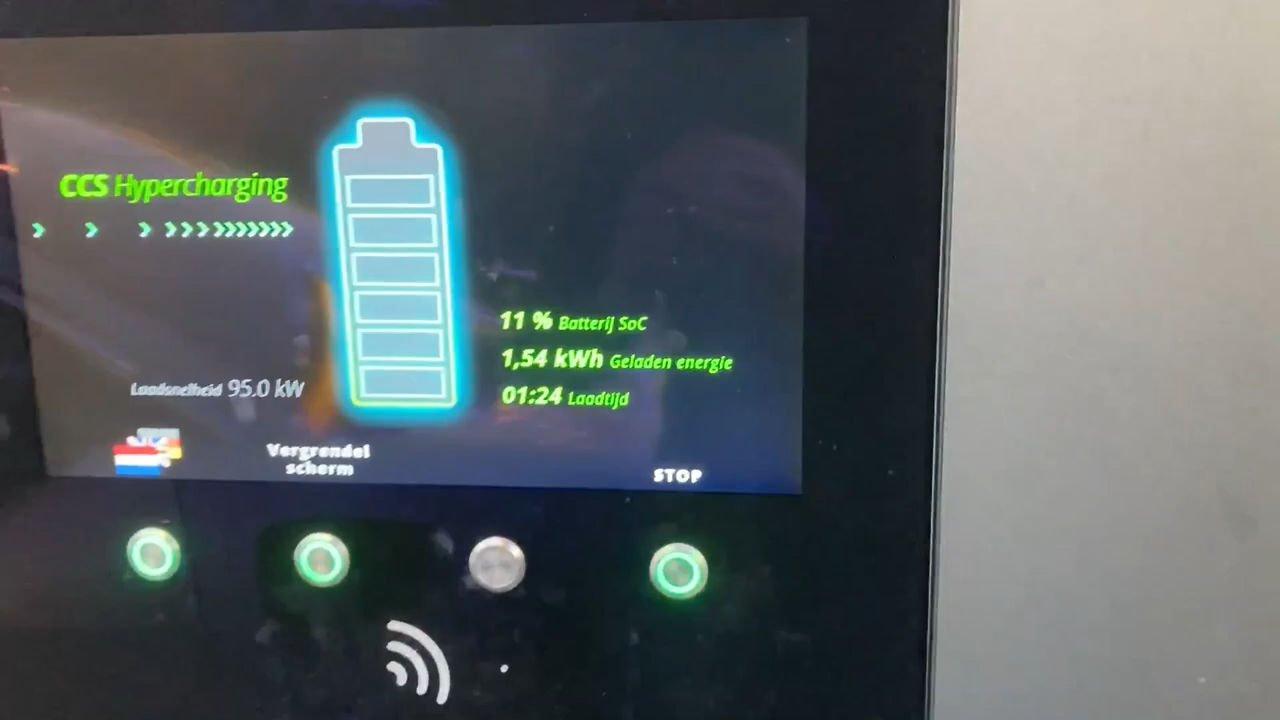 CCS Hypercharging
11 % Batterij SoC
1,54 kWh Geladen energie
01:24 Laadtijd
Laadsnelheid 95.0 kW
Vergrendel
scherm
STOP